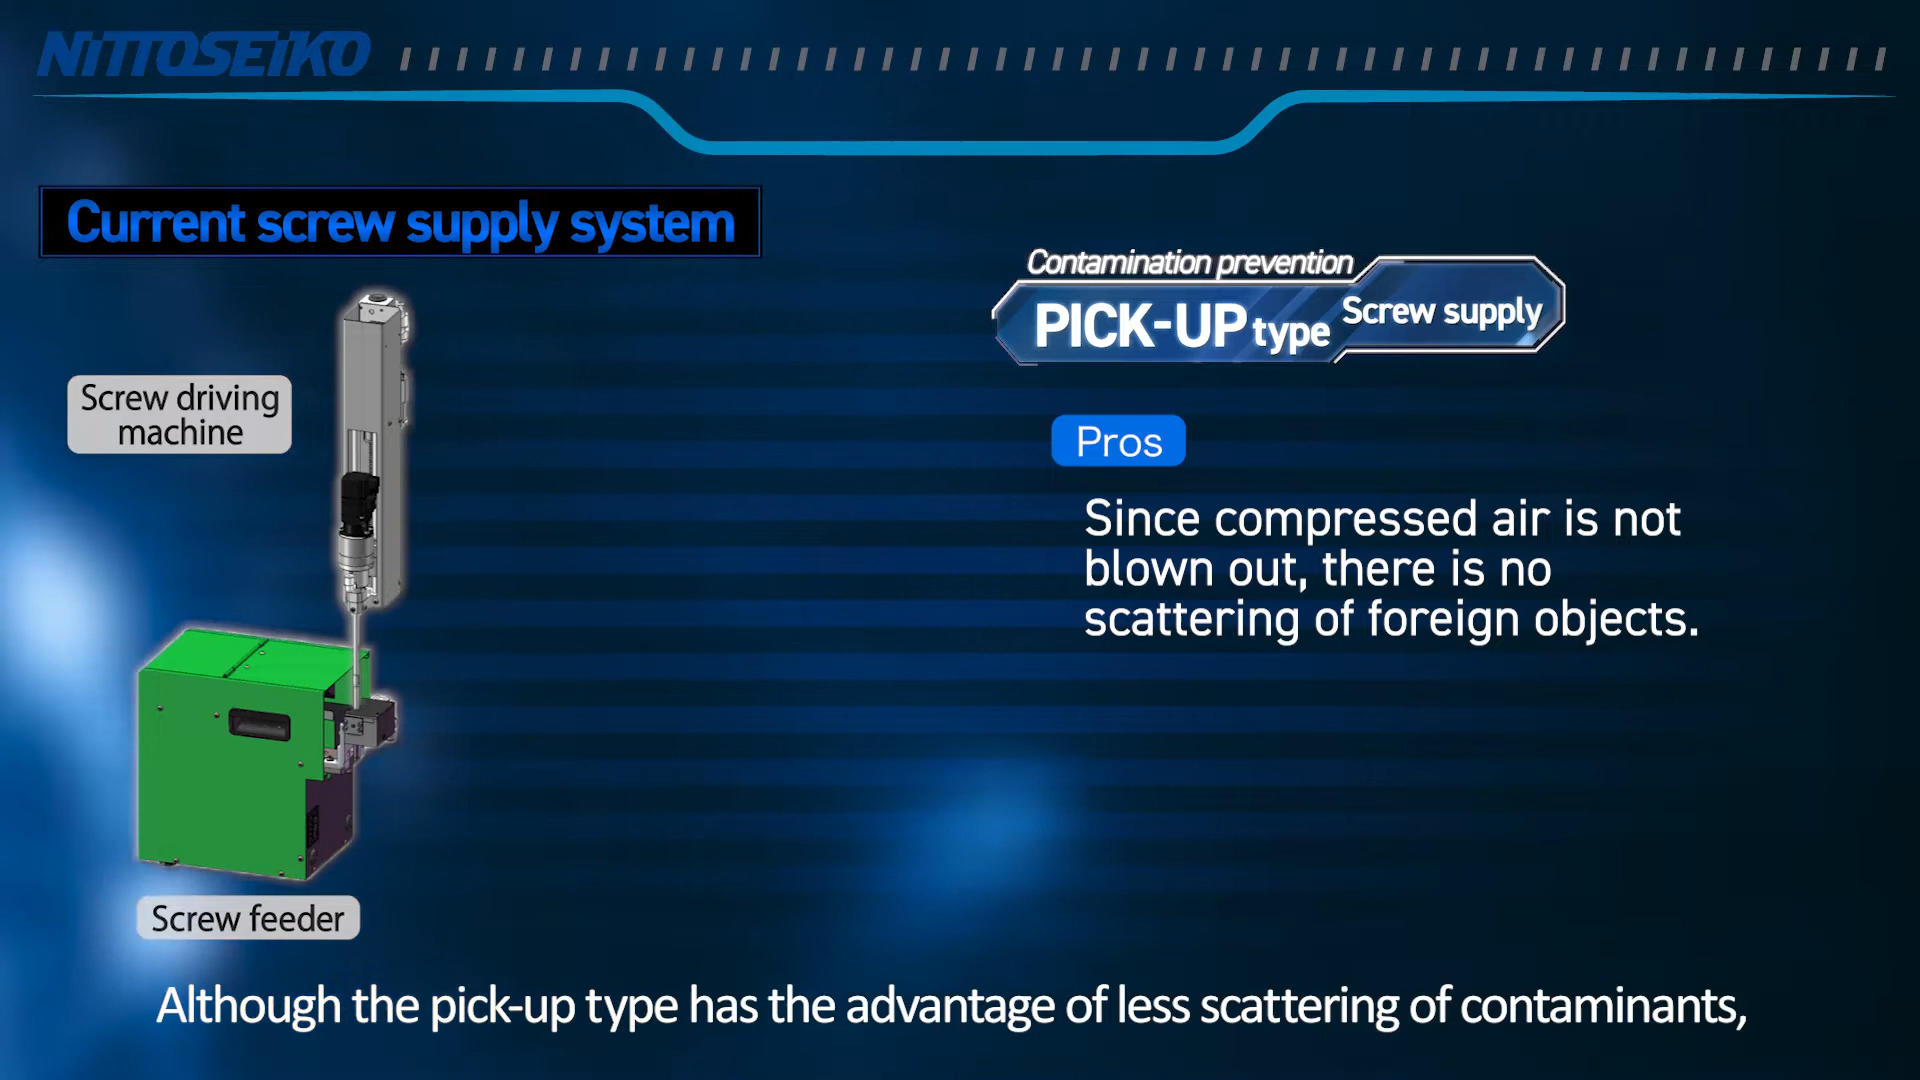 NITTOSEIKO
Current screw supply system
Contamination prevention
PICK-UP type Screw supply
Screw driving
machine
Pros
Since compressed air is not
blown out, there is no
scattering of foreign objects.
Screw feeder
Although the pick-up type has the advantage of less scattering of contaminants,